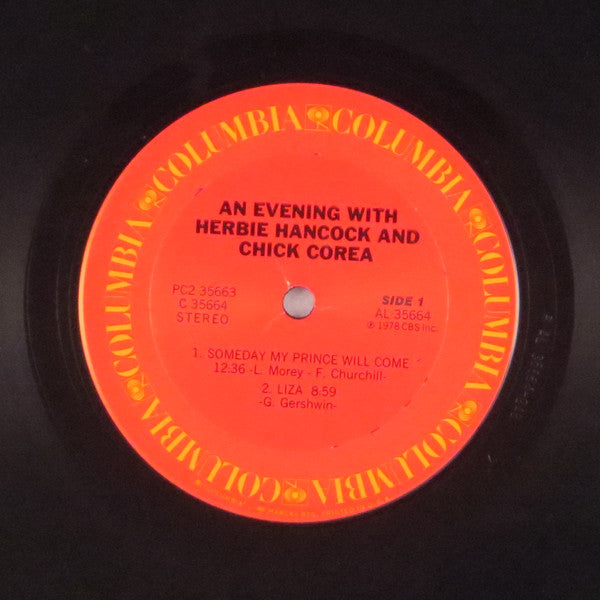 COLUMBIA COLUMBIA COLUMBIA COLUMBIA COLUMBIA COLUMBIA
AN EVENING WITH
HERBIE HANCOCK AND
CHICK COREA
PC2 35663
C 35664
STEREO
SIDE 1
AL 35664
℗ 1978 CBS Inc.
1. SOMEDAY MY PRINCE WILL COME
12:36 -L. Morey - F. Churchill-
2. LIZA 8:59
-G. Gershwin-